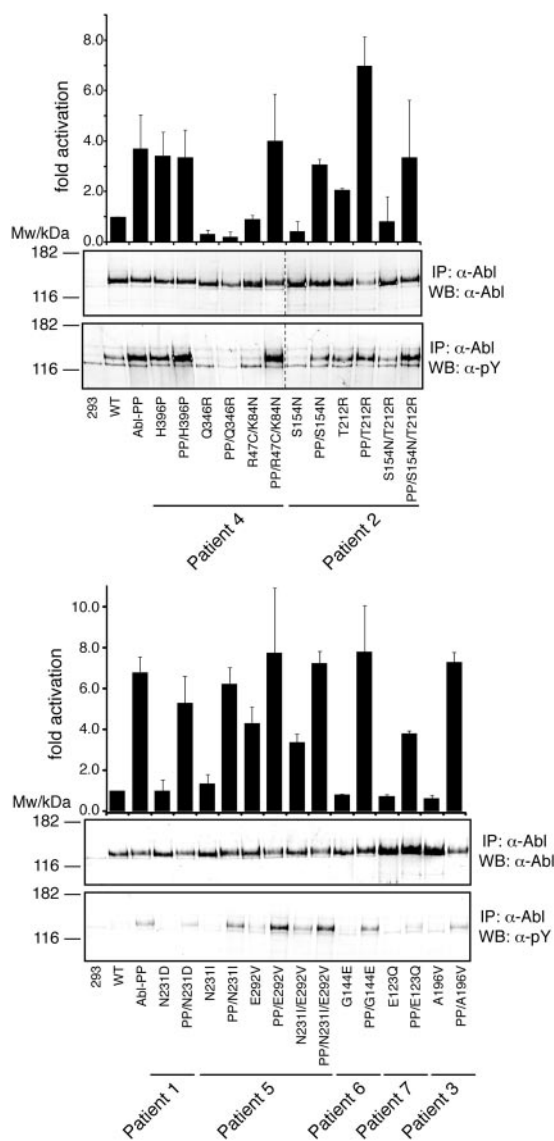 8.0
6.0
4.0
2.0
0.0
fold activation
Mw/kDa
182
116
IP: α-Abl
WB: α-Abl
182
116
IP: α-Abl
WB: α-pY
293
WT
Abl-PP
H396P
PP/H396P
Q346R
PP/Q346R
R47C/K84N
PP/R47C/K84N
S154N
PP/S154N
T212R
PP/T212R
S154N/T212R
PP/S154N/T212R
Patient 4
Patient 2
10.0
8.0
6.0
4.0
2.0
0.0
fold activation
Mw/kDa
182
116
IP: α-Abl
WB: α-Abl
182
116
IP: α-Abl
WB: α-pY
293
WT
Abl-PP
N231D
PP/N231D
N231I
PP/N231I
E292V
PP/E292V
N231I/E292V
PP/N231I/E292V
G144E
PP/G144E
E123Q
PP/E123Q
A196V
PP/A196V
Patient 1
Patient 5
Patient 6
Patient 7
Patient 3